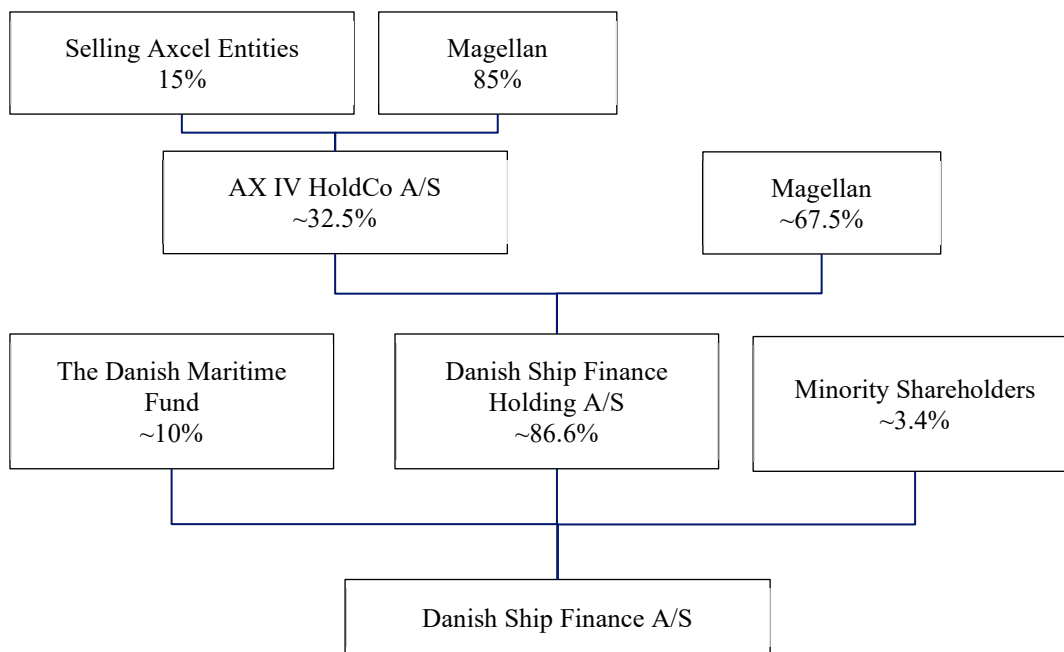 Selling Axcel Entities
15%
Magellan
85%
AX IV HoldCo A/S
~32.5%
Magellan
~67.5%
The Danish Maritime
Fund
~10%
Danish Ship Finance
Holding A/S
~86.6%
Minority Shareholders
~3.4%
Danish Ship Finance A/S